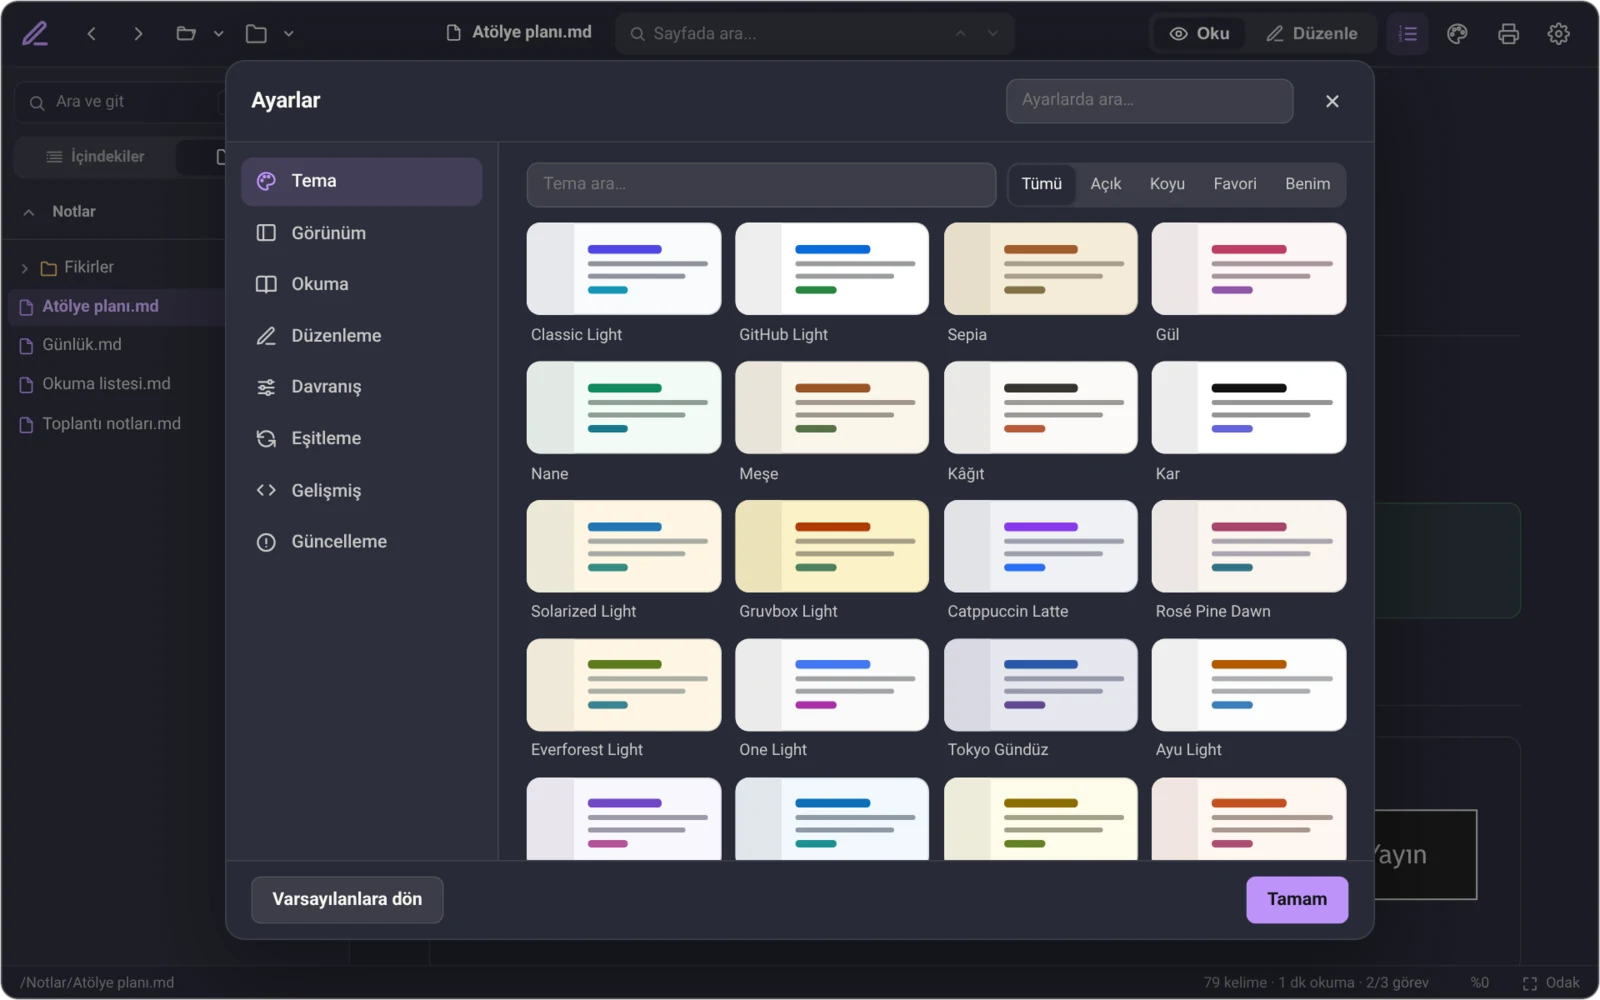 Atölye planı.md
Sayfada ara...
Oku
Düzenle
Ara ve git
İçindekiler
Notlar
Fikirler
Atölye planı.md
Günlük.md
Okuma listesi.md
Toplantı notları.md
Ayarlar
Ayarlarda ara...
Tema
Görünüm
Okuma
Düzenleme
Davranış
Eşitleme
Gelişmiş
Güncelleme
Tema ara...
Tümü
Açık
Koyu
Favori
Benim
Classic Light
GitHub Light
Sepia
Gül
Nane
Meşe
Kâğıt
Kar
Solarized Light
Gruvbox Light
Catppuccin Latte
Rosé Pine Dawn
Everforest Light
One Light
Tokyo Gündüz
Ayu Light
Yayın
Varsayılanlara dön
Tamam
/Notlar/Atölye planı.md
79 kelime · 1 dk okuma · 2/3 görev
%0
Odak